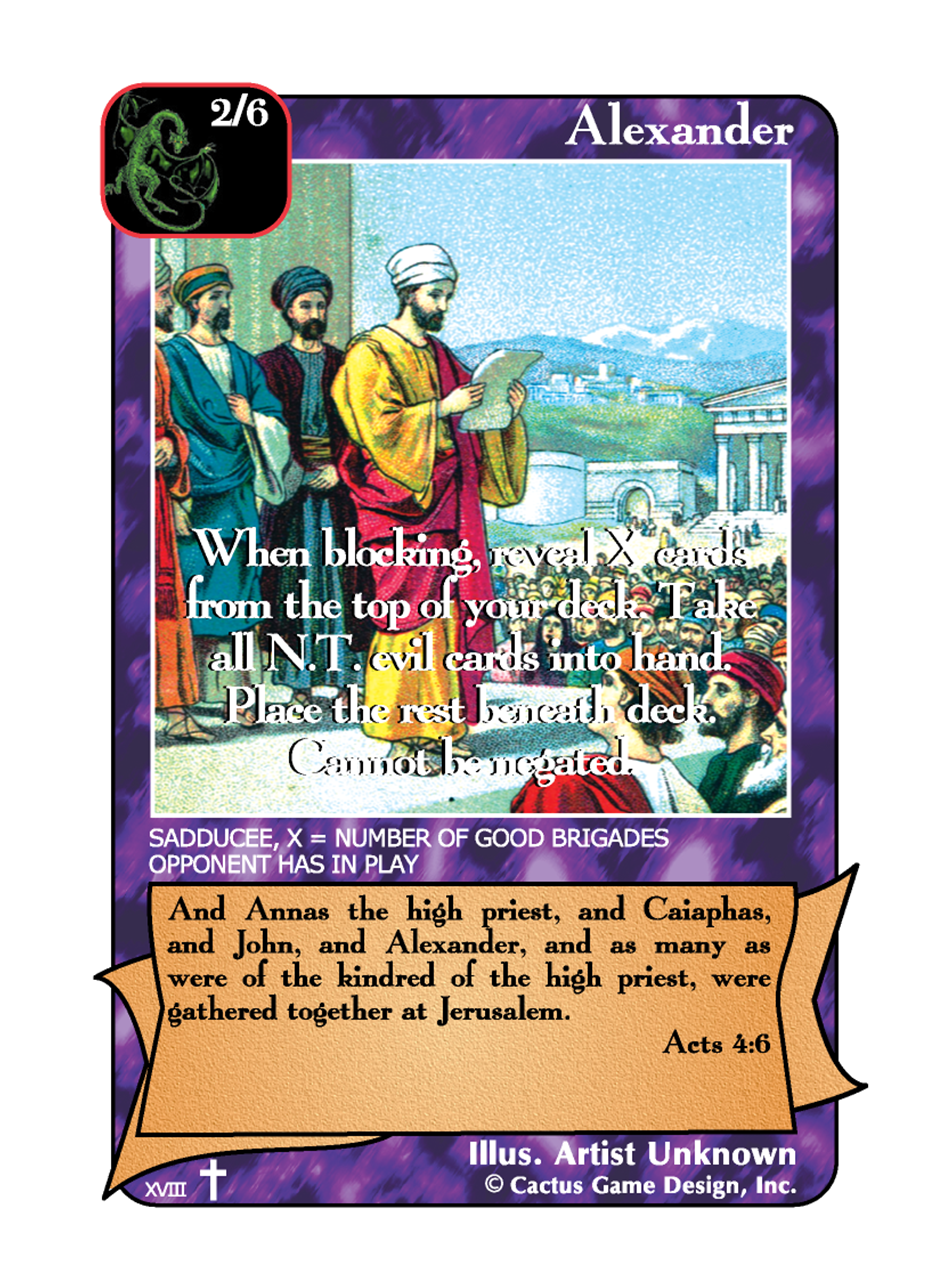 2/6
Alexander
When blocking, reveal X cards
from the top of your deck. Take
all N.T. evil cards into hand.
Place the rest beneath deck.
Cannot be negated.
SADDUCEE, X = NUMBER OF GOOD BRIGADES
OPPONENT HAS IN PLAY
And Annas the high priest, and Caiaphas,
and John, and Alexander, and as many as
were of the kindred of the high priest, were
gathered together at Jerusalem.
Acts 4:6
Illus. Artist Unknown
XVIII
© Cactus Game Design, Inc.